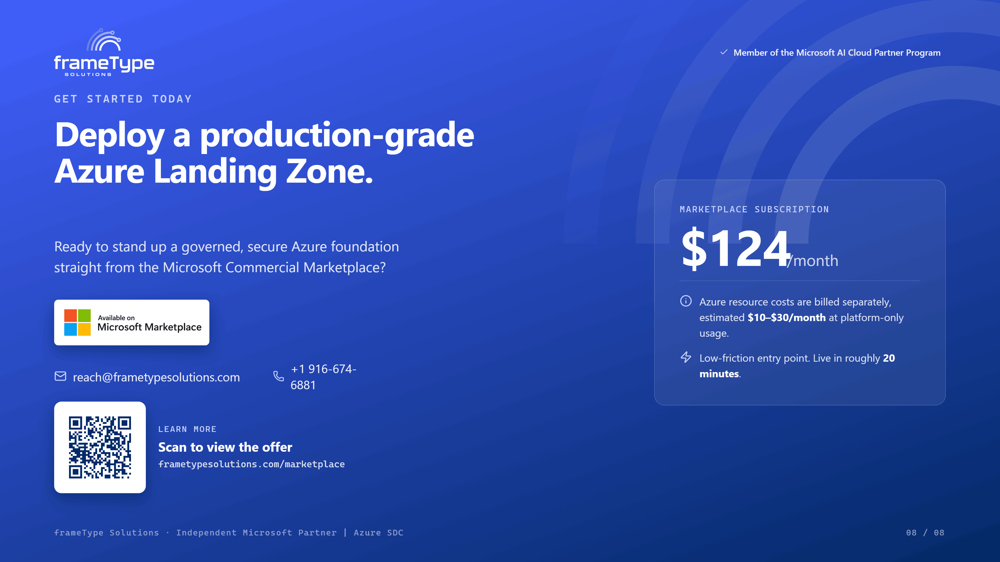 frameType
SOLUTIONS
Member of the Microsoft AI Cloud Partner Program
GET STARTED TODAY
Deploy a production-grade
Azure Landing Zone.
Ready to stand up a governed, secure Azure foundation
straight from the Microsoft Commercial Marketplace?
Available on
Microsoft Marketplace
reach@frametypesolutions.com
+1 916-674-
6881
LEARN MORE
Scan to view the offer
frametypesolutions.com/marketplace
MARKETPLACE SUBSCRIPTION
$124/month
Azure resource costs are billed separately,
estimated $10–$30/month at platform-only
usage.
Low-friction entry point. Live in roughly 20
minutes.
frameType Solutions · Independent Microsoft Partner | Azure SDC
08 / 08